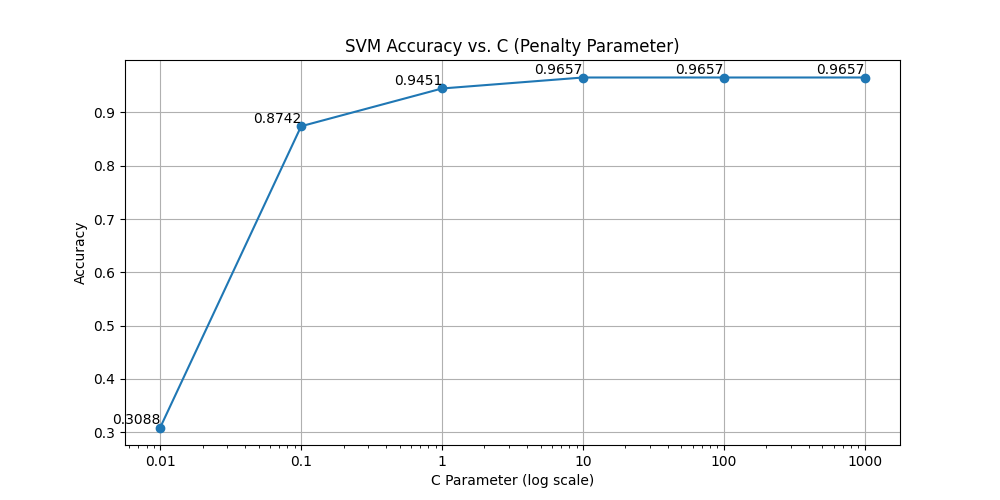 SVM Accuracy vs. C (Penalty Parameter)
0.9657 0.9657 0.9657
0.9451
0.8742
0.3088
0.9
0.8
0.7
0.6
0.5
0.4
0.3
Accuracy
0.01 0.1 1 10 100 1000
C Parameter (log scale)